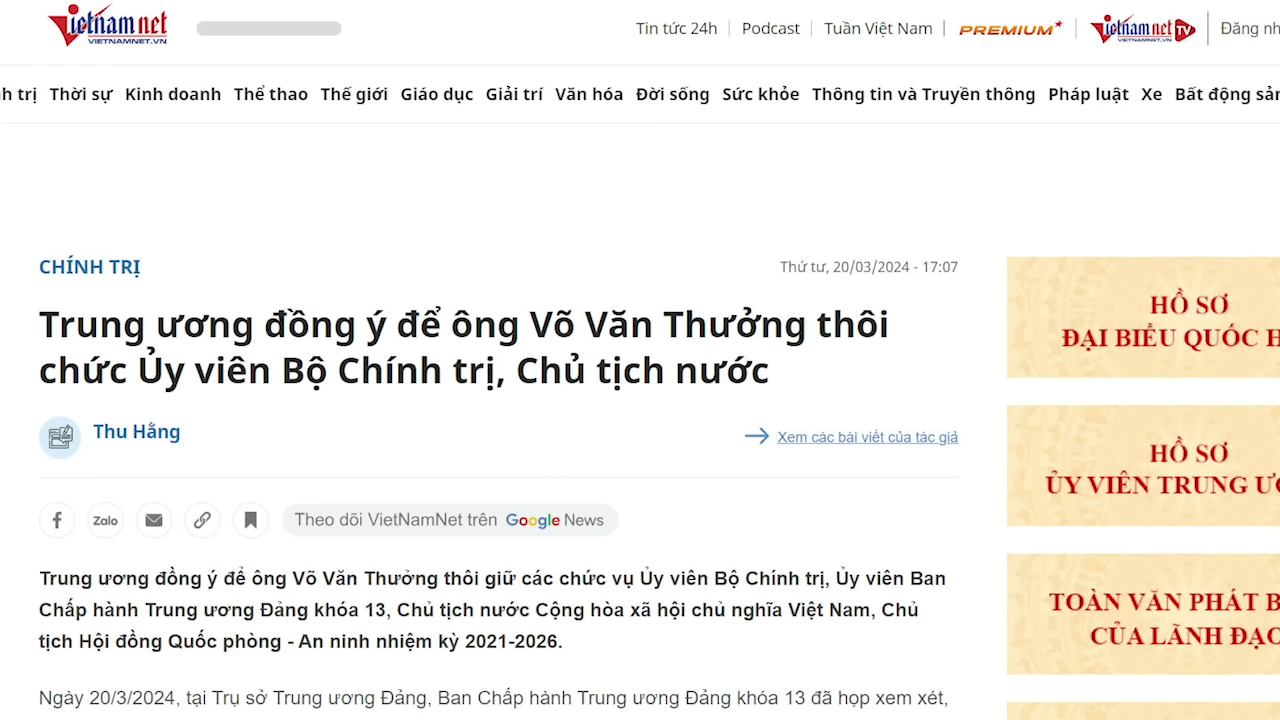 Vietnamnet
VIETNAMNET.VN
Tin tức 24h
Podcast
Tuần Việt Nam
PREMIUM
Vietnamnet TV
VIETNAMNET.VN
Đăng nh
h trị Thời sự Kinh doanh Thể thao Thế giới Giáo dục Giải trí Văn hóa Đời sống Sức khỏe Thông tin và Truyền thông Pháp luật Xe Bất động sản
CHÍNH TRỊ
Thứ tư, 20/03/2024 - 17:07
Trung ương đồng ý để ông Võ Văn Thưởng thôi
chức Ủy viên Bộ Chính trị, Chủ tịch nước
Thu Hằng
Xem các bài viết của tác giả
Zalo
Theo dõi VietNamNet trên Google News
Trung ương đồng ý để ông Võ Văn Thưởng thôi giữ các chức vụ Ủy viên Bộ Chính trị, Ủy viên Ban
Chấp hành Trung ương Đảng khóa 13, Chủ tịch nước Cộng hòa xã hội chủ nghĩa Việt Nam, Chủ
tịch Hội đồng Quốc phòng - An ninh nhiệm kỳ 2021-2026.
Ngày 20/3/2024, tại Trụ sở Trung ương Đảng, Ban Chấp hành Trung ương Đảng khóa 13 đã họp xem xét,
HỒ SƠ
ĐẠI BIỂU QUỐC H
HỒ SƠ
ỦY VIÊN TRUNG ƯƠ
TOÀN VĂN PHÁT B
CỦA LÃNH ĐẠO